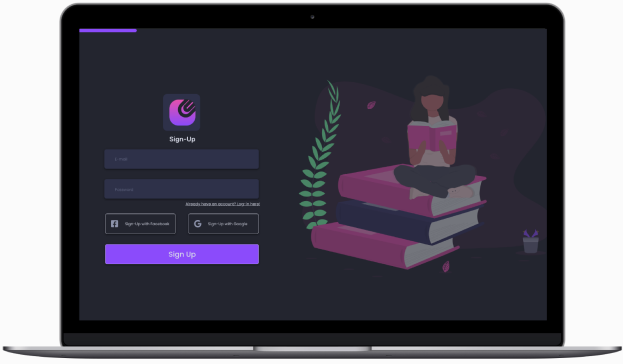 Sign-Up
E-mail
Password
Already have an account? Log in here!
Sign-Up with Facebook
Sign-Up with Google
Sign Up